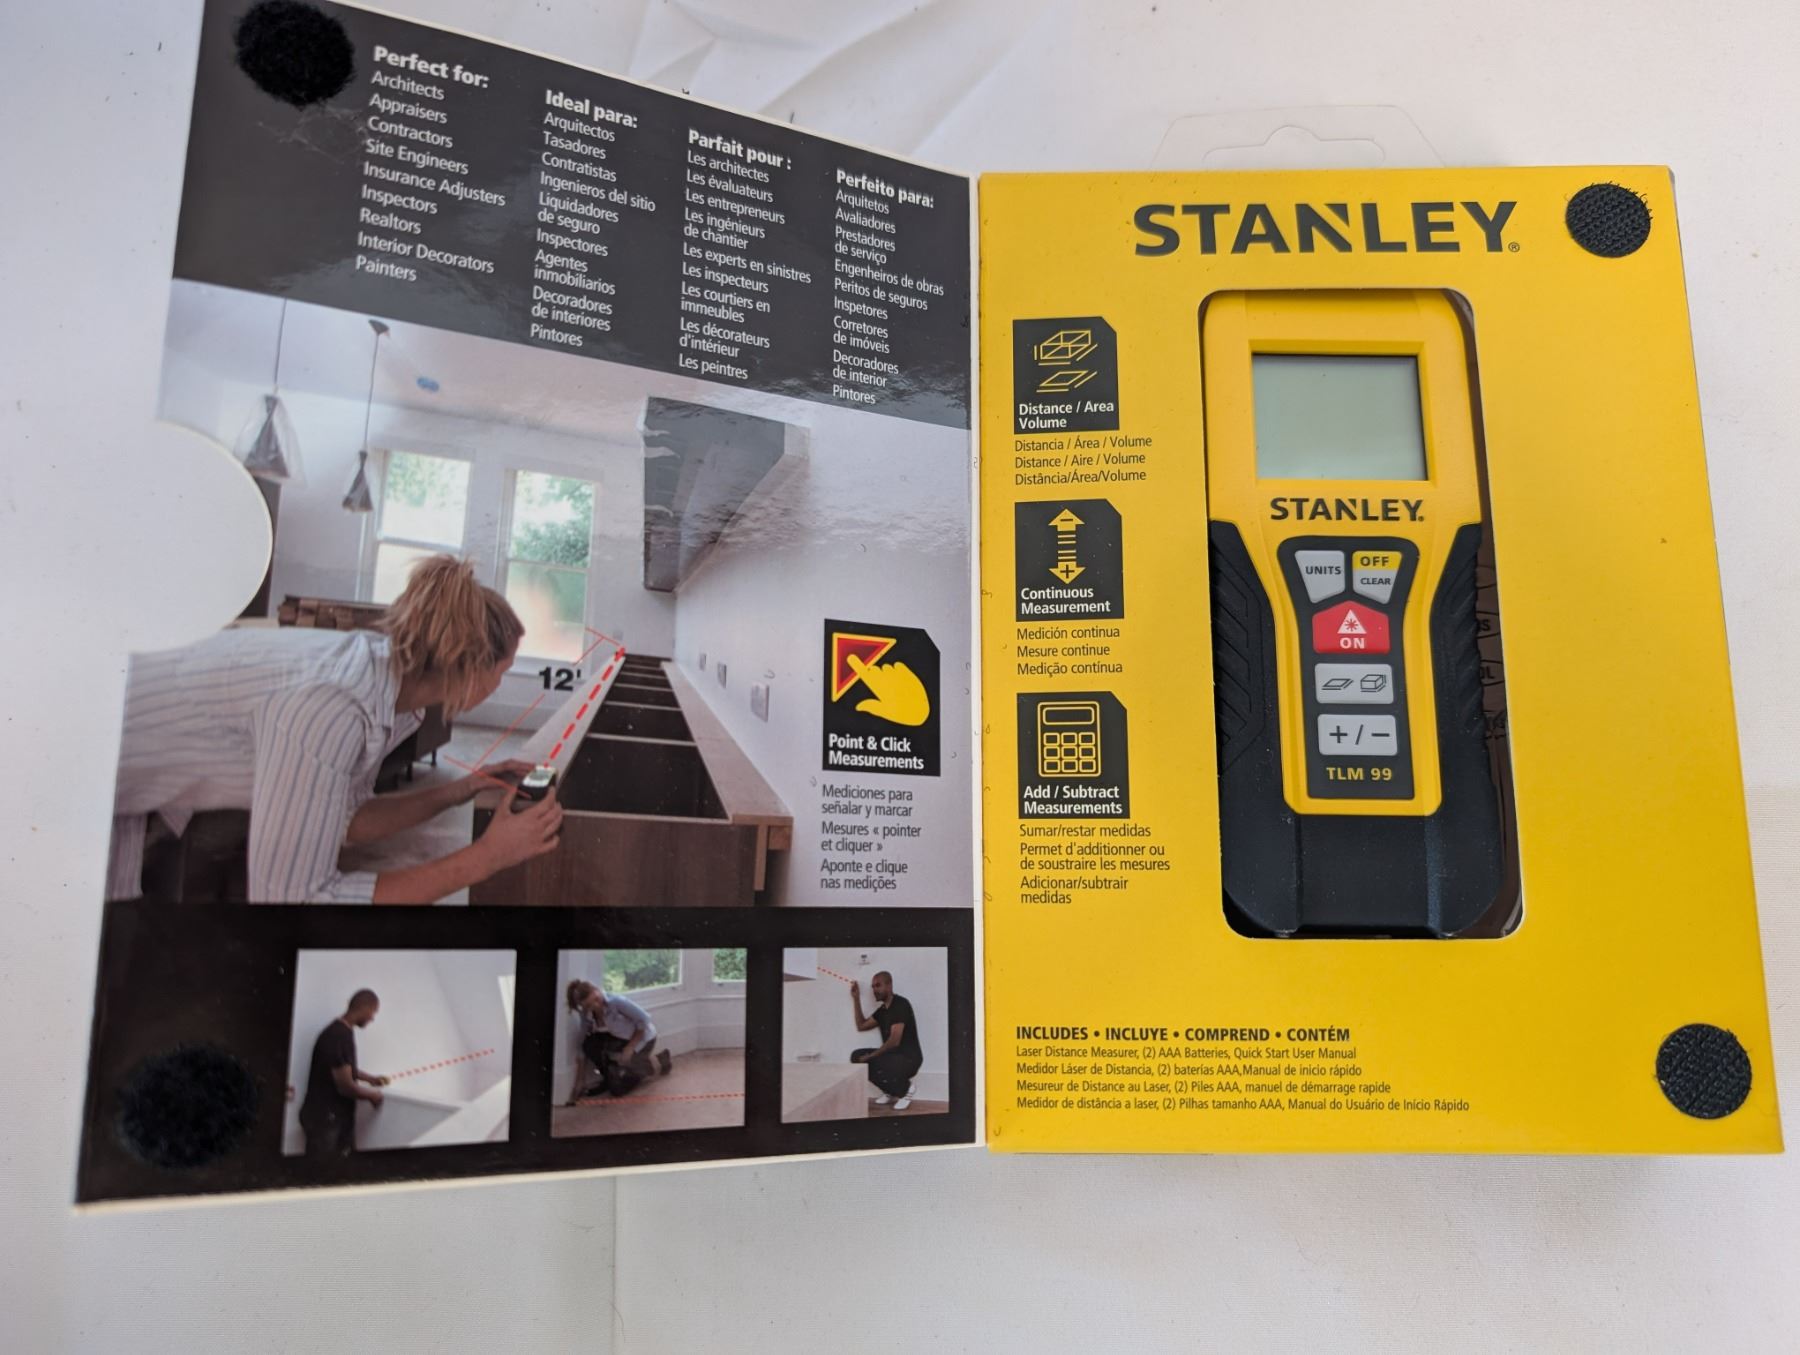 Perfect for:
Architects
Appraisers
Contractors
Site Engineers
Insurance Adjusters
Inspectors
Realtors
Interior Decorators
Painters
Ideal para:
Arquitectos
Tasadores
Contratistas
Ingenieros del sitio
Liquidadores
de seguro
Inspectores
Agentes
inmobiliarios
Decoradores
de interiores
Pintores
Parfait pour :
Les architectes
Les évaluateurs
Les entrepreneurs
Les ingénieurs
de chantier
Les experts en sinistres
Les inspecteurs
Les courtiers en
immeubles
Les décorateurs
d'intérieur
Les peintres
Perfeito para:
Arquitetos
Avaliadores
Prestadores
de serviço
Engenheiros de obras
Peritos de seguros
Inspetores
Corretores
de imóveis
Decoradores
de interior
Pintores
12'
Point & Click
Measurements
Mediciones para
señalar y marcar
Mesures « pointer
et cliquer »
Aponte e clique
nas medições
STANLEY®
Distance / Area
Volume
Distancia / Área / Volume
Distance / Aire / Volume
Distância/Área/Volume
Continuous
Measurement
Medición continua
Mesure continue
Medição contínua
Add / Subtract
Measurements
Sumar/restar medidas
Permet d'additionner ou
de soustraire les mesures
Adicionar/subtrair
medidas
STANLEY®
UNITS
OFF
CLEAR
ON
+ / −
TLM 99
INCLUDES • INCLUYE • COMPREND • CONTÉM
Laser Distance Measurer, (2) AAA Batteries, Quick Start User Manual
Medidor Láser de Distancia, (2) baterías AAA,Manual de inicio rápido
Mesureur de Distance au Laser, (2) Piles AAA, manuel de démarrage rapide
Medidor de distância a laser, (2) Pilhas tamanho AAA, Manual do Usuário de Início Rápido